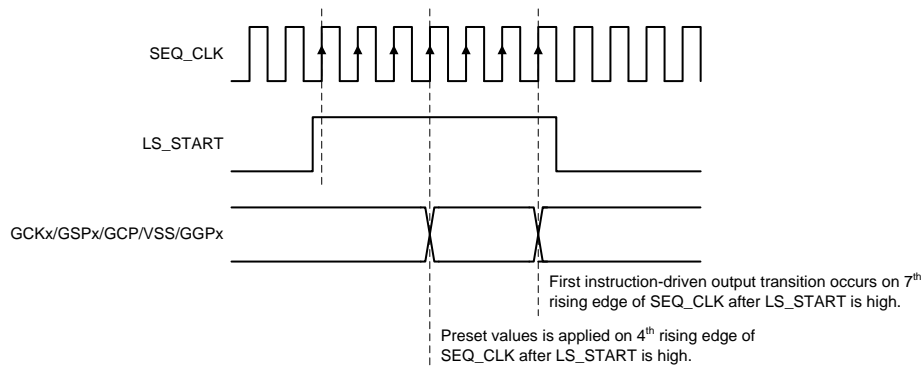 SEQ_CLK
LS_START
GCKx/GSPx/GCP/VSS/GGPx
First instruction-driven output transition occurs on 7th
rising edge of SEQ_CLK after LS_START is high.
Preset values is applied on 4th rising edge of
SEQ_CLK after LS_START is high.